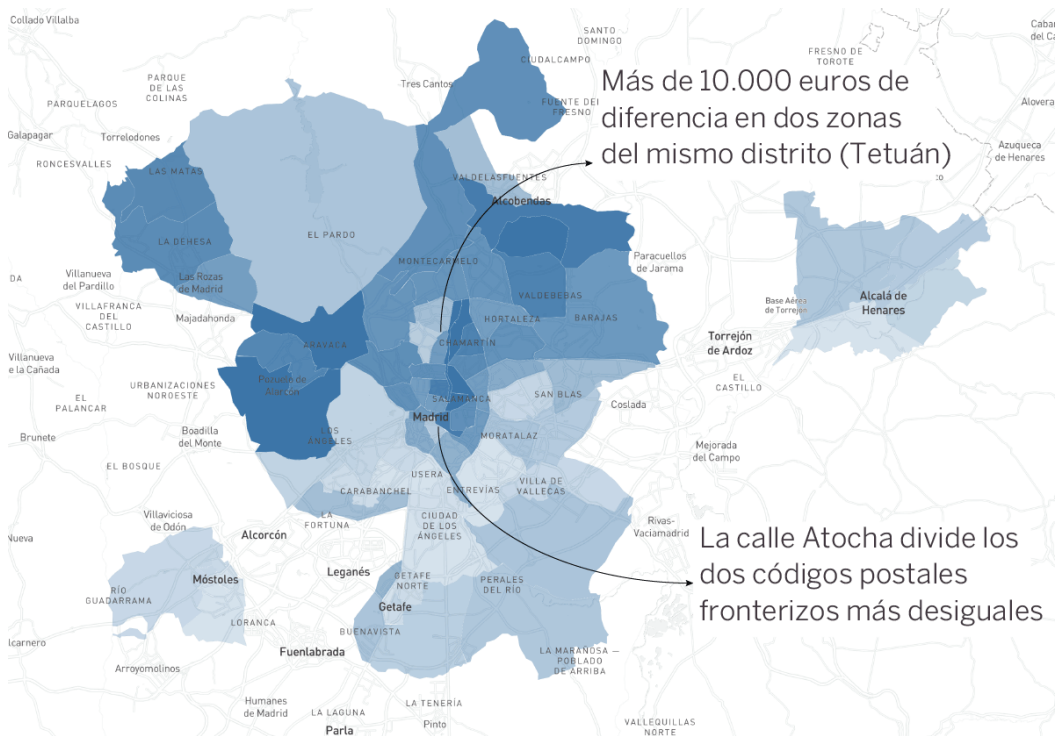 Collado Villalba
SANTO
DOMINGO
CIUDALCAMPO
FRESNO DE
TOROTE
PARQUE
DE LAS
COLINAS
Tres Cantos
PARQUELAGOS
FUENTE DEL
FRESNO
Más de 10.000 euros de
diferencia en dos zonas
del mismo distrito (Tetuán)
Galapagar
Torrelodones
Azuqueca
de Henares
RONCESVALLES
LAS MATAS
VALDELASFUENTES
Alcobendas
EL PARDO
LA DEHESA
MONTECARMELO
Paracuellos
de Jarama
Villanueva
del Pardillo
Las Rozas
de Madrid
VALDEBEBAS
VILLAFRANCA
DEL
CASTILLO
Majadahonda
HORTALEZA
BARAJAS
Base Aérea
de Torrejón
Alcalá de
Henares
ARAVACA
CHAMARTÍN
Torrejón
de Ardoz
Villanueva
e la Cañada
URBANIZACIONES
NOROESTE
Pozuelo de
Alarcón
EL
CASTILLO
EL
PALANCAR
SALAMANCA
SAN BLAS
Coslada
Madrid
Brunete
Boadilla
del Monte
LOS
ÁNGELES
MORATALAZ
Mejorada
del Campo
EL BOSQUE
USERA
CARABANCHEL
ENTREVÍAS
VILLA DE
VALLECAS
Villaviciosa
de Odón
LA
FORTUNA
CIUDAD
DE LOS
ÁNGELES
Rivas-
Vaciamadrid
Alcorcón
La calle Atocha divide los
dos códigos postales
fronterizos más desiguales
Móstoles
Leganés
GETAFE
NORTE
PERALES
DEL RÍO
RÍO
GUADARRAMA
Getafe
LORANCA
BUENAVISTA
Fuenlabrada
LA MARAÑOSA —
POBLADO
DE ARRIBA
Arroyomolinos
Humanes
de Madrid
LA LAGUNA
LA TENERÍA
Parla
Pinto
VALLEQUILLAS
NORTE